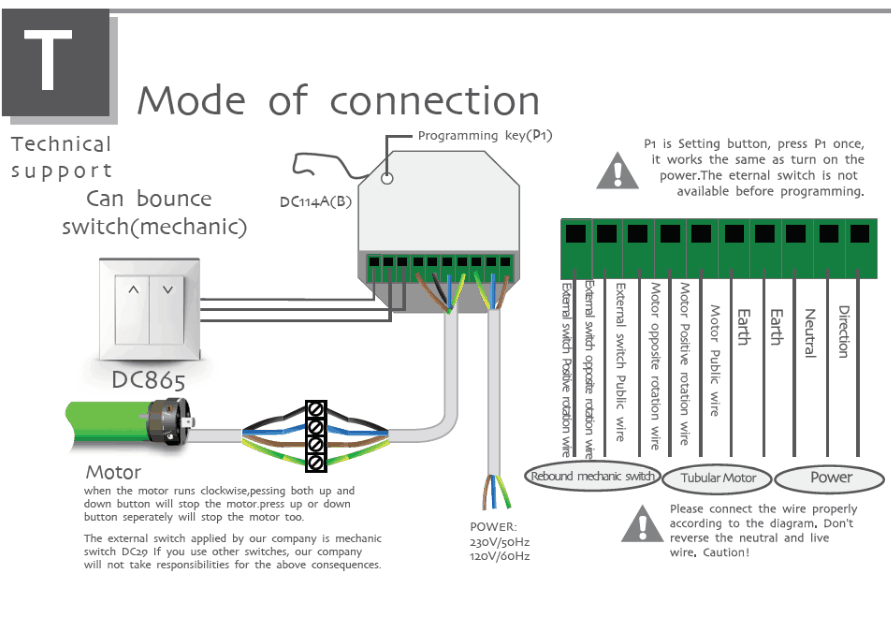 T
Technical
support
Mode of connection
Programming key(P1)
DC114A(B)
Can bounce
switch(mechanic)
DC865
Motor
when the motor runs clockwise,pessing both up and
down button will stop the motor.press up or down
button seperately will stop the motor too.
The external switch applied by our company is mechanic
switch DC29 If you use other switches, our company
will not take responsibilities for the above consequences.
POWER:
230V/50Hz
120V/60Hz
P1 is Setting button, press P1 once,
it works the same as turn on the
power.The eternal switch is not
available before programming.
External switch Positive rotation wire
External switch opposite rotation wire
External switch Public wire
Motor opposite rotation wire
Motor Positive rotation wire
Motor Public wire
Earth
Earth
Neutral
Direction
Rebound mechanic switch
Tubular Motor
Power
Please connect the wire properly
according to the diagram. Don't
reverse the neutral and live
wire. Caution!